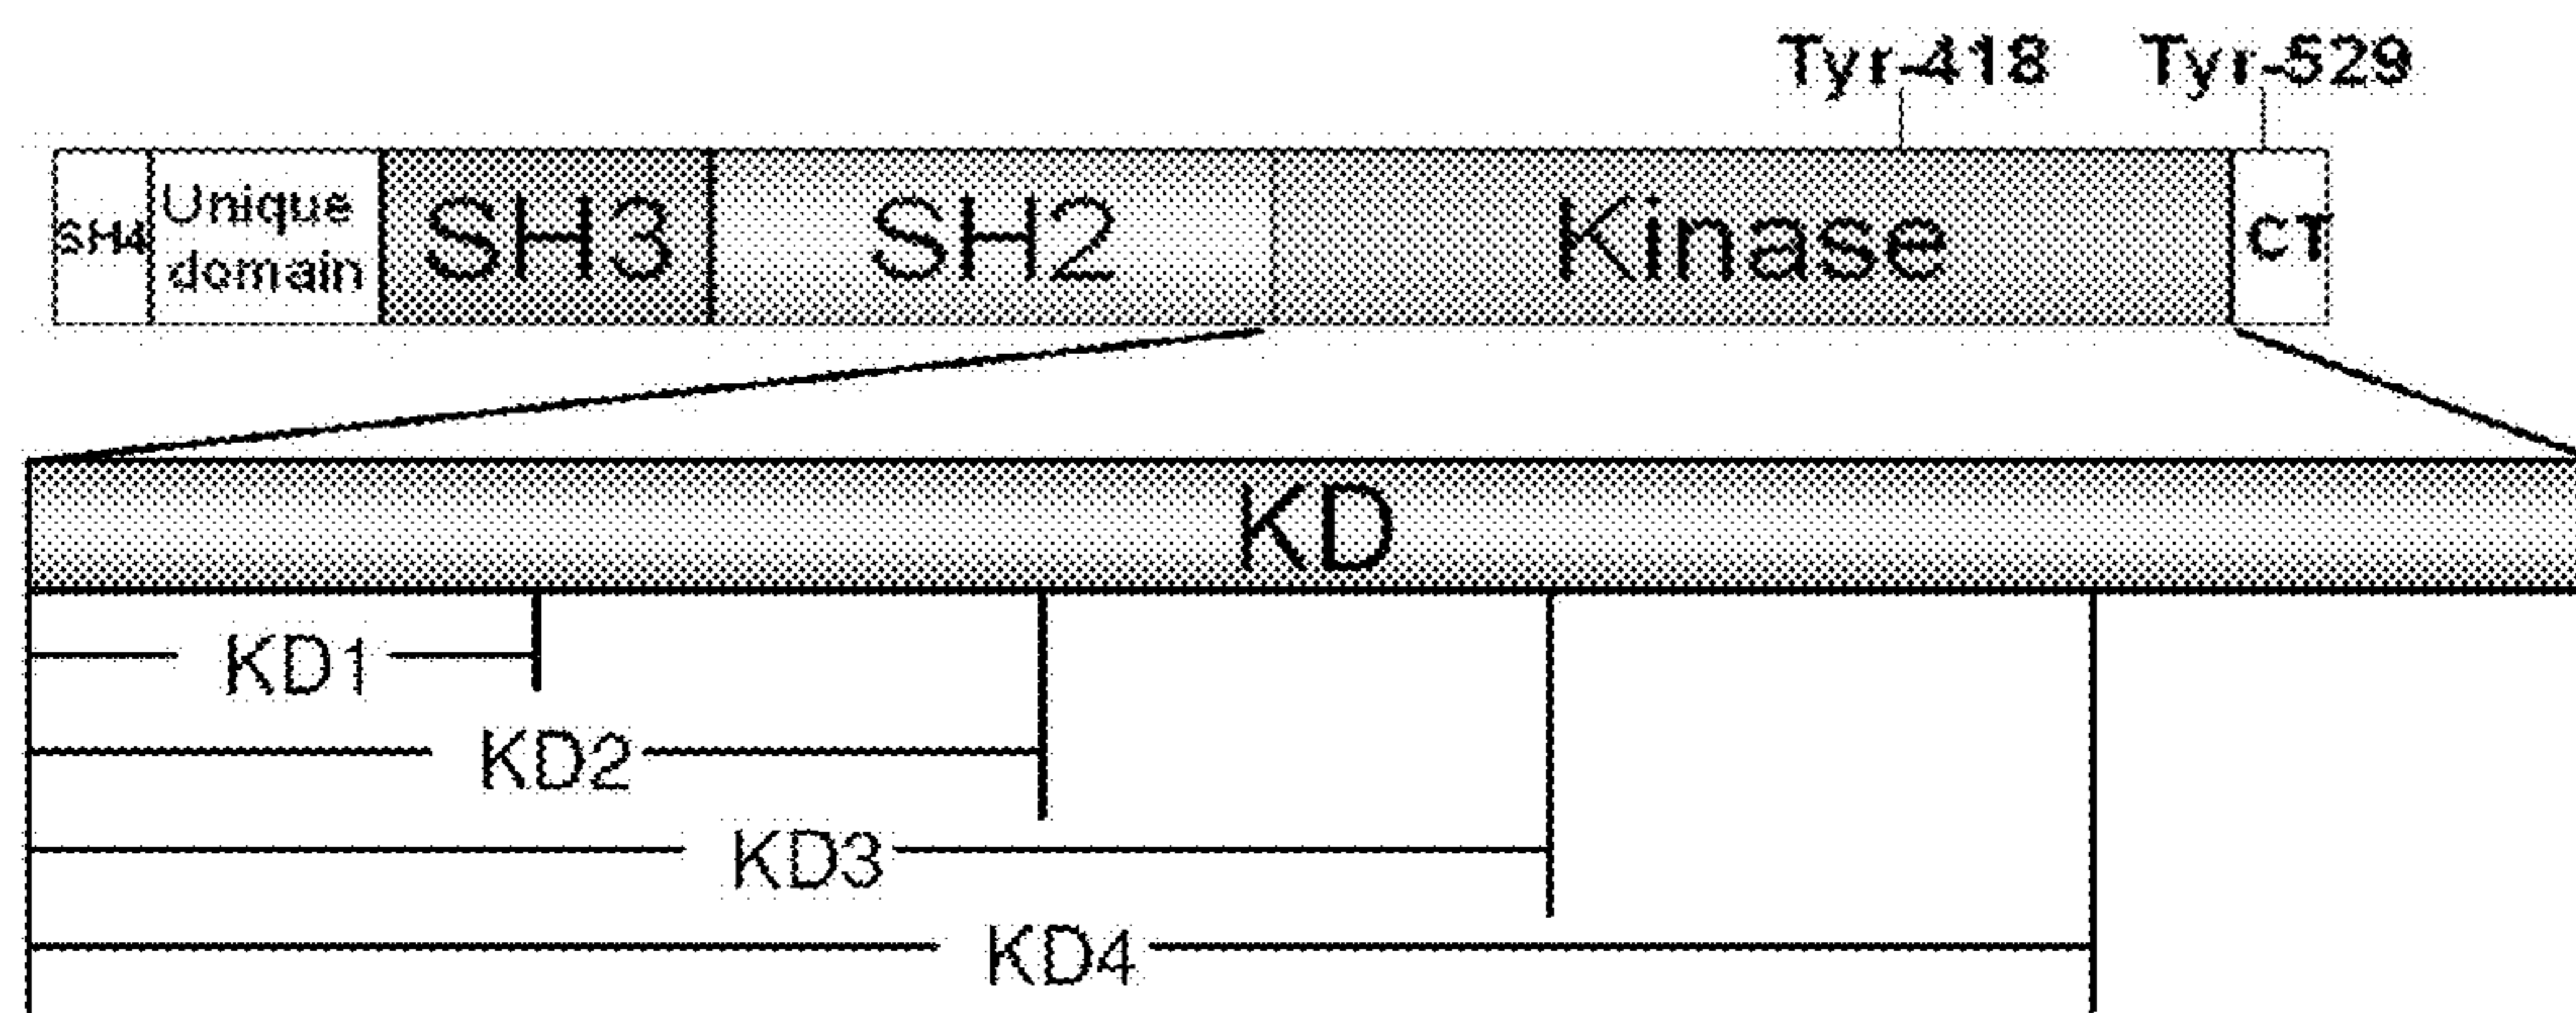 Tyr-418 Tyr-529
SH4 Unique domain SH3 SH2 Kinase CT
KD
KD1
KD2
KD3
KD4